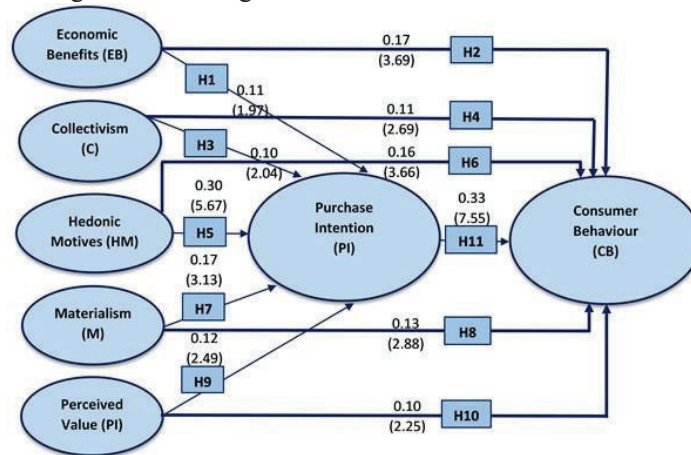 Economic
Benefits (EB)
0.17
(3.69)
H2
H1
0.11
(1.97)
Collectivism
(C)
0.11
(2.69)
H4
H3
0.10
(2.04)
0.16
(3.66)
H6
Hedonic
Motives (HM)
0.30
(5.67)
H5
Purchase
Intention
(PI)
0.33
(7.55)
H11
Consumer
Behaviour
(CB)
0.17
(3.13)
H7
Materialism
(M)
0.13
(2.88)
H8
0.12
(2.49)
H9
Perceived
Value (PI)
0.10
(2.25)
H10